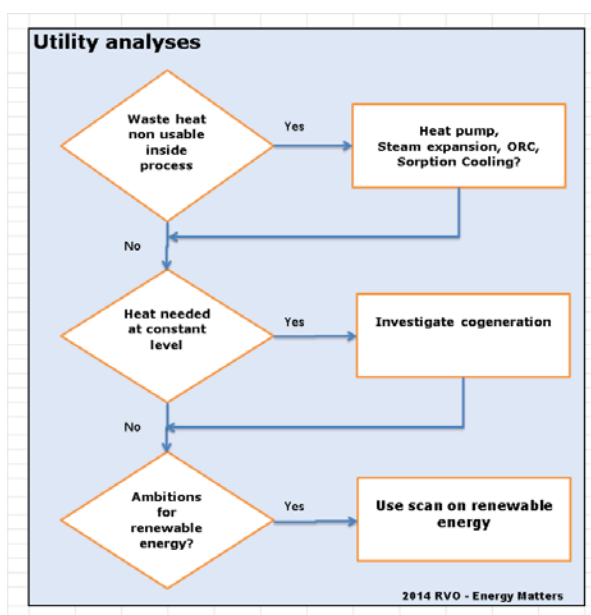 Utility analyses
Waste heat
non usable
inside
process
Yes
Heat pump,
Steam expansion, ORC,
Sorption Cooling?
No
Heat needed
at constant
level
Yes
Investigate cogeneration
No
Ambitions
for
renewable
energy?
Yes
Use scan on renewable
energy
2014 RVO - Energy Matters